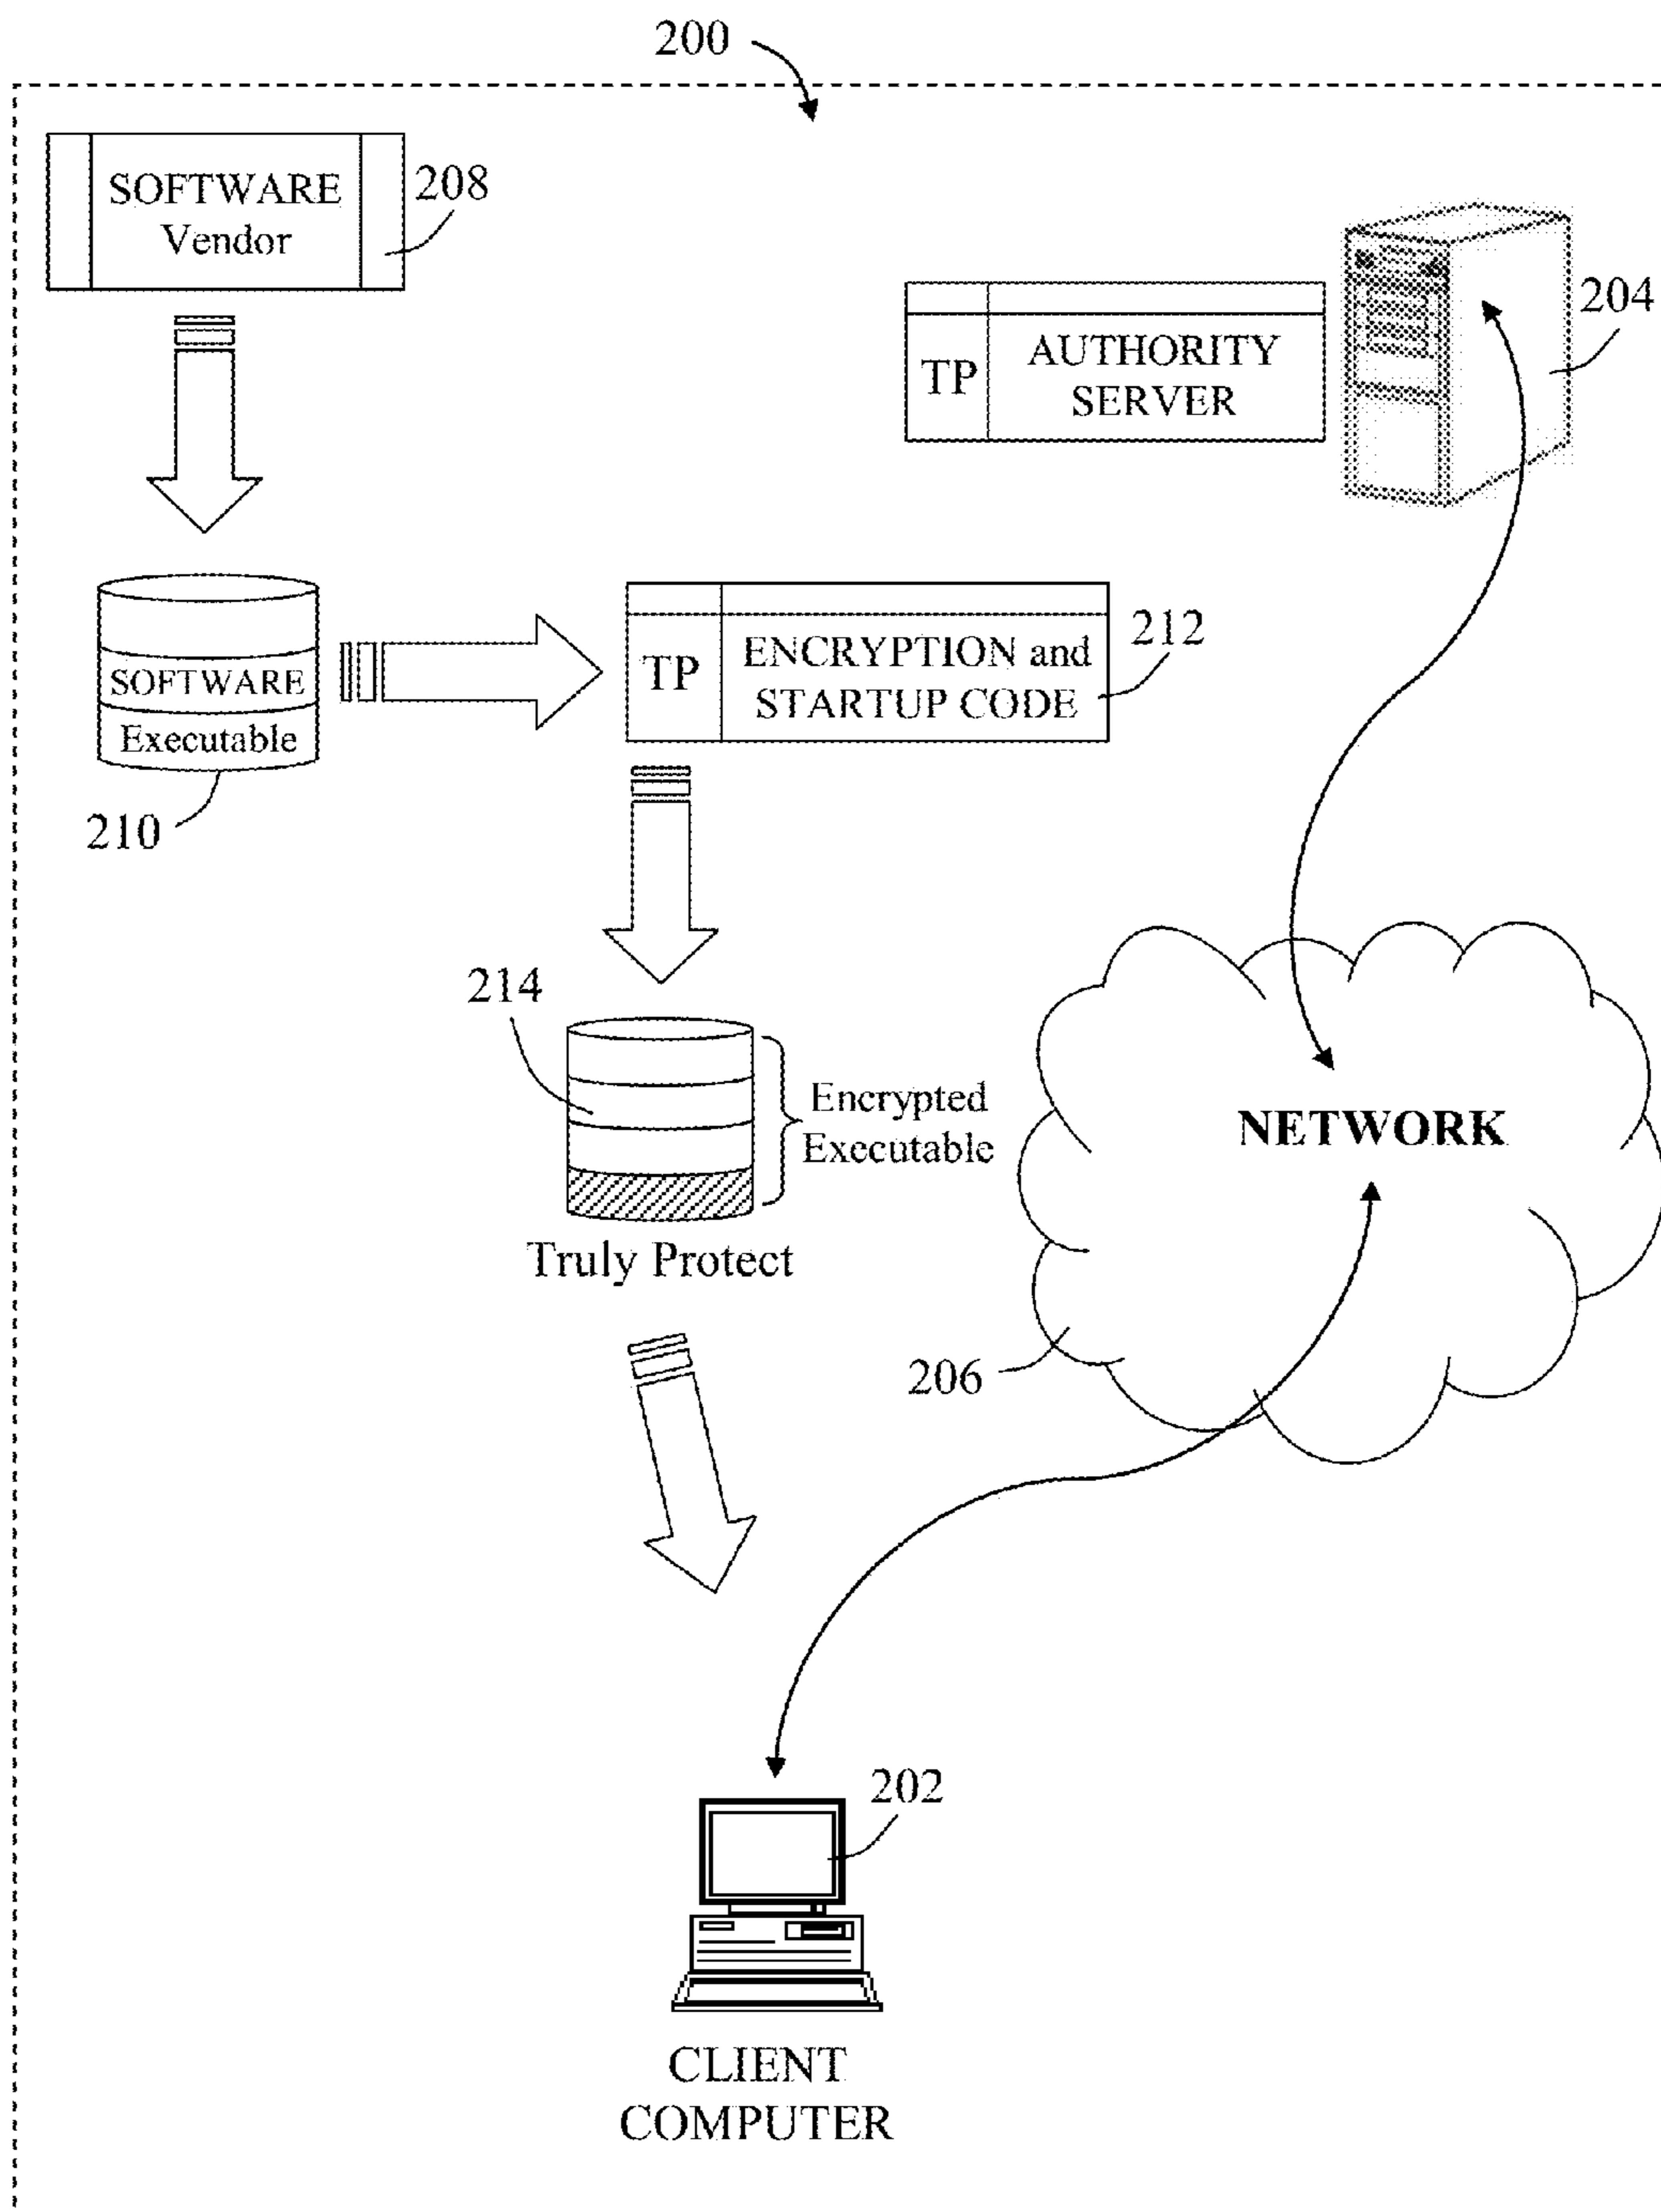 200
SOFTWARE
Vendor
208
204
TP
AUTHORITY
SERVER
SOFTWARE
Executable
210
TP
ENCRYPTION and
STARTUP CODE
212
214
Encrypted
Executable
Truly Protect
NETWORK
206
202
CLIENT
COMPUTER